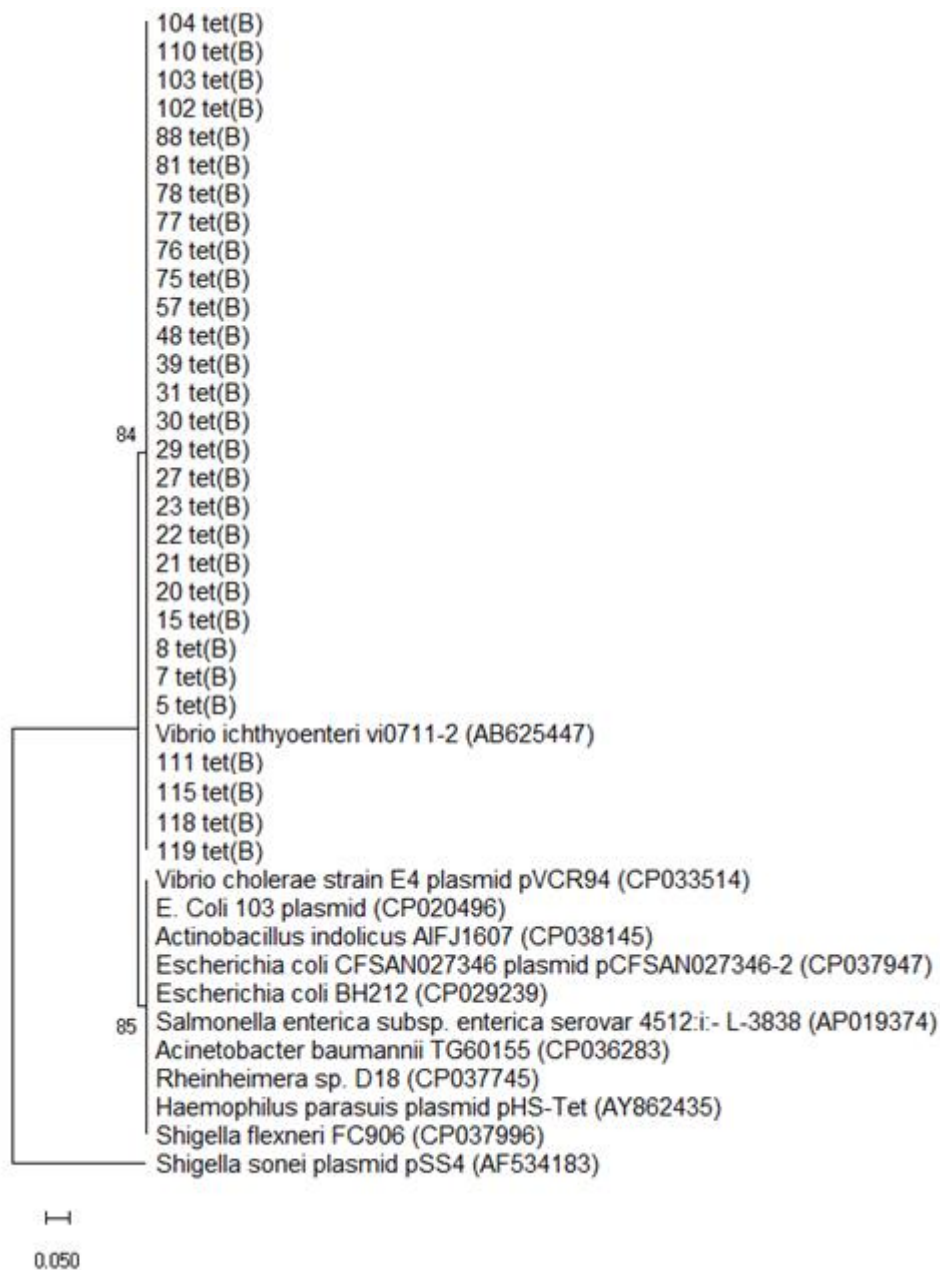 104 tet(B)
110 tet(B)
103 tet(B)
102 tet(B)
88 tet(B)
81 tet(B)
78 tet(B)
77 tet(B)
76 tet(B)
75 tet(B)
57 tet(B)
48 tet(B)
39 tet(B)
31 tet(B)
30 tet(B)
84
29 tet(B)
27 tet(B)
23 tet(B)
22 tet(B)
21 tet(B)
20 tet(B)
15 tet(B)
8 tet(B)
7 tet(B)
5 tet(B)
Vibrio ichthyoenteri vi0711-2 (AB625447)
111 tet(B)
115 tet(B)
118 tet(B)
119 tet(B)
Vibrio cholerae strain E4 plasmid pVCR94 (CP033514)
E. Coli 103 plasmid (CP020496)
Actinobacillus indolicus AIFJ1607 (CP038145)
Escherichia coli CFSAN027346 plasmid pCFSAN027346-2 (CP037947)
Escherichia coli BH212 (CP029239)
85
Salmonella enterica subsp. enterica serovar 4512:i:- L-3838 (AP019374)
Acinetobacter baumannii TG60155 (CP036283)
Rheinheimera sp. D18 (CP037745)
Haemophilus parasuis plasmid pHS-Tet (AY862435)
Shigella flexneri FC906 (CP037996)
Shigella sonei plasmid pSS4 (AF534183)
0.050